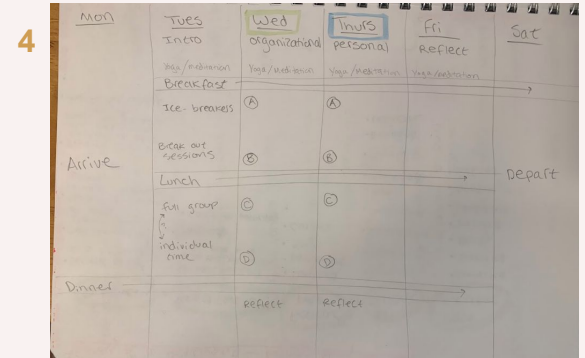 4
Mon Tues Wed Thurs Fri Sat
Intro organizational personal Reflect
Yoga/meditation Yoga/Meditation Yoga/Meditation Yoga/meditation
Breakfast
Ice-breakers A A
Break out
sessions B B
Arrive
Lunch
Depart
full group C C
individual
time D D
Dinner
Reflect Reflect